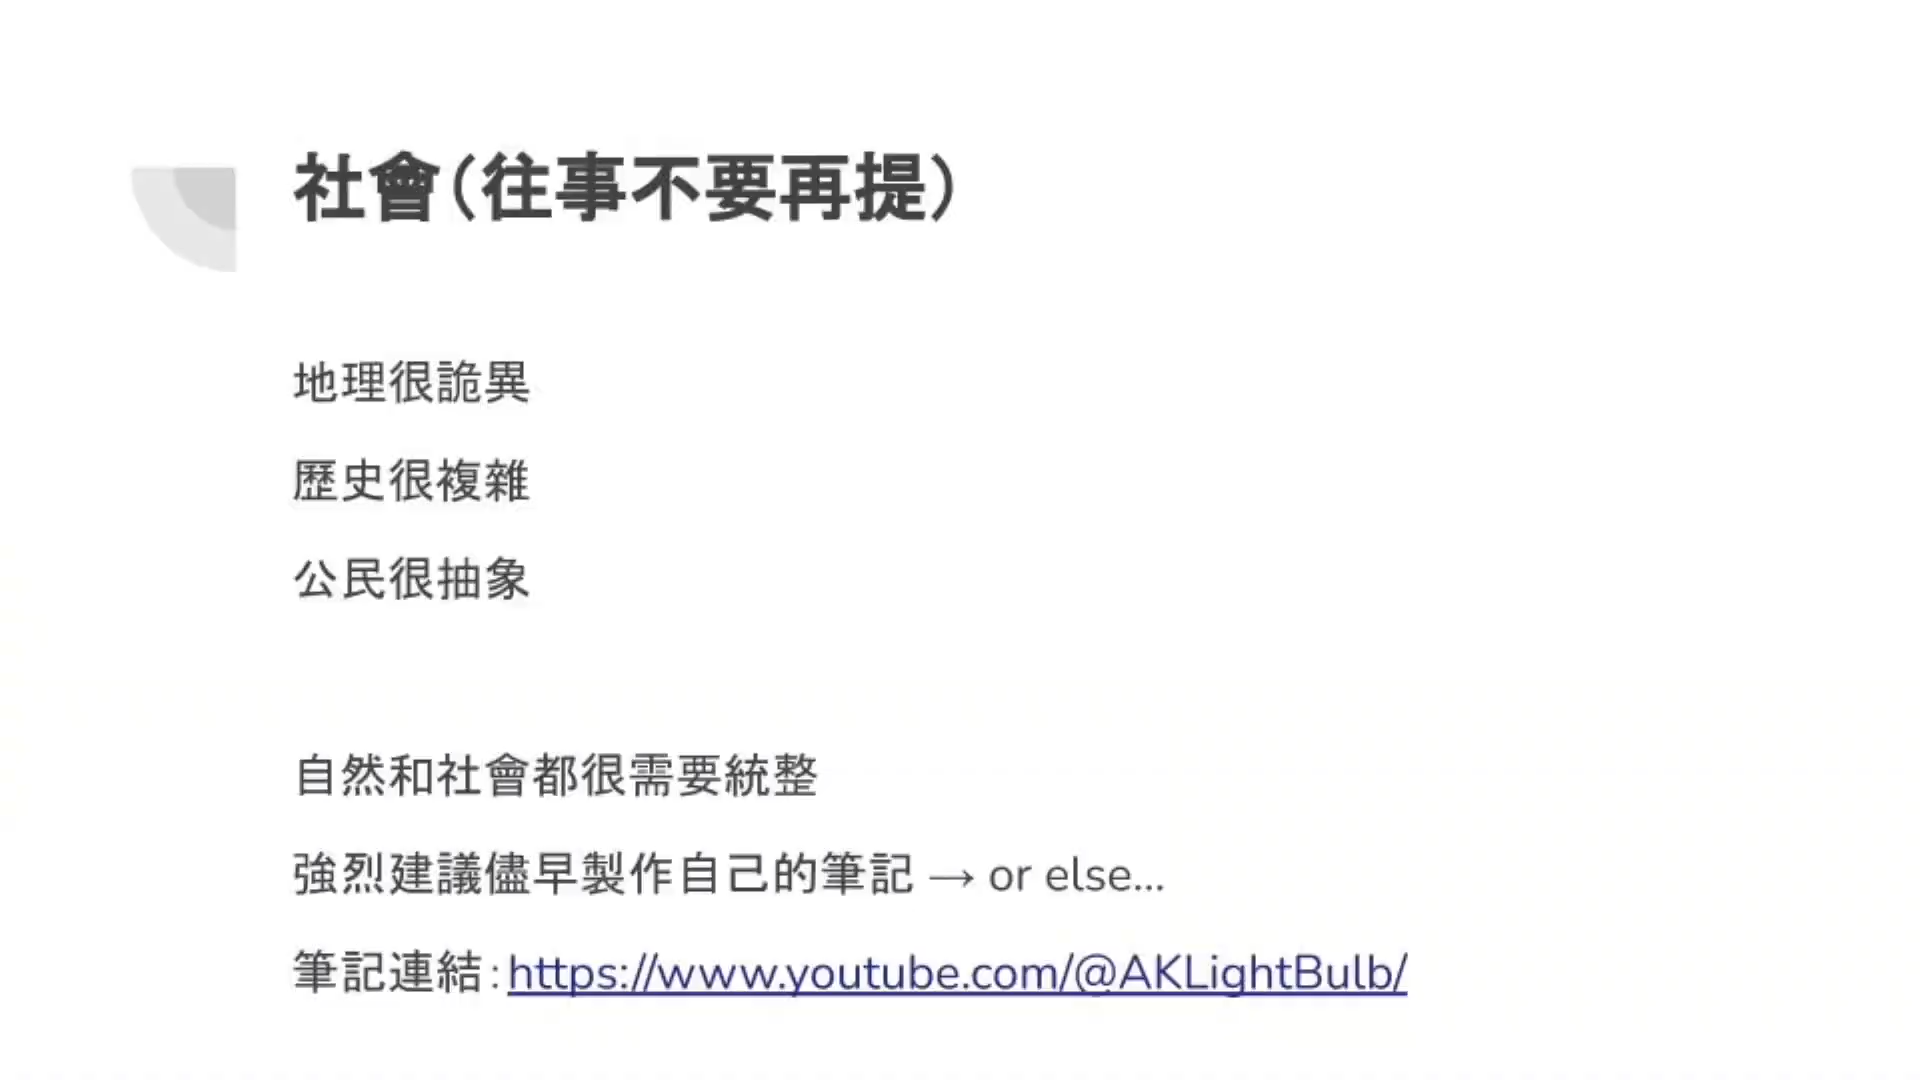 社會(往事不要再提)
地理很詭異
歷史很複雜
公民很抽象
自然和社會都很需要統整
強烈建議儘早製作自己的筆記 → or else...
筆記連結:https://www.youtube.com/@AKLightBulb/